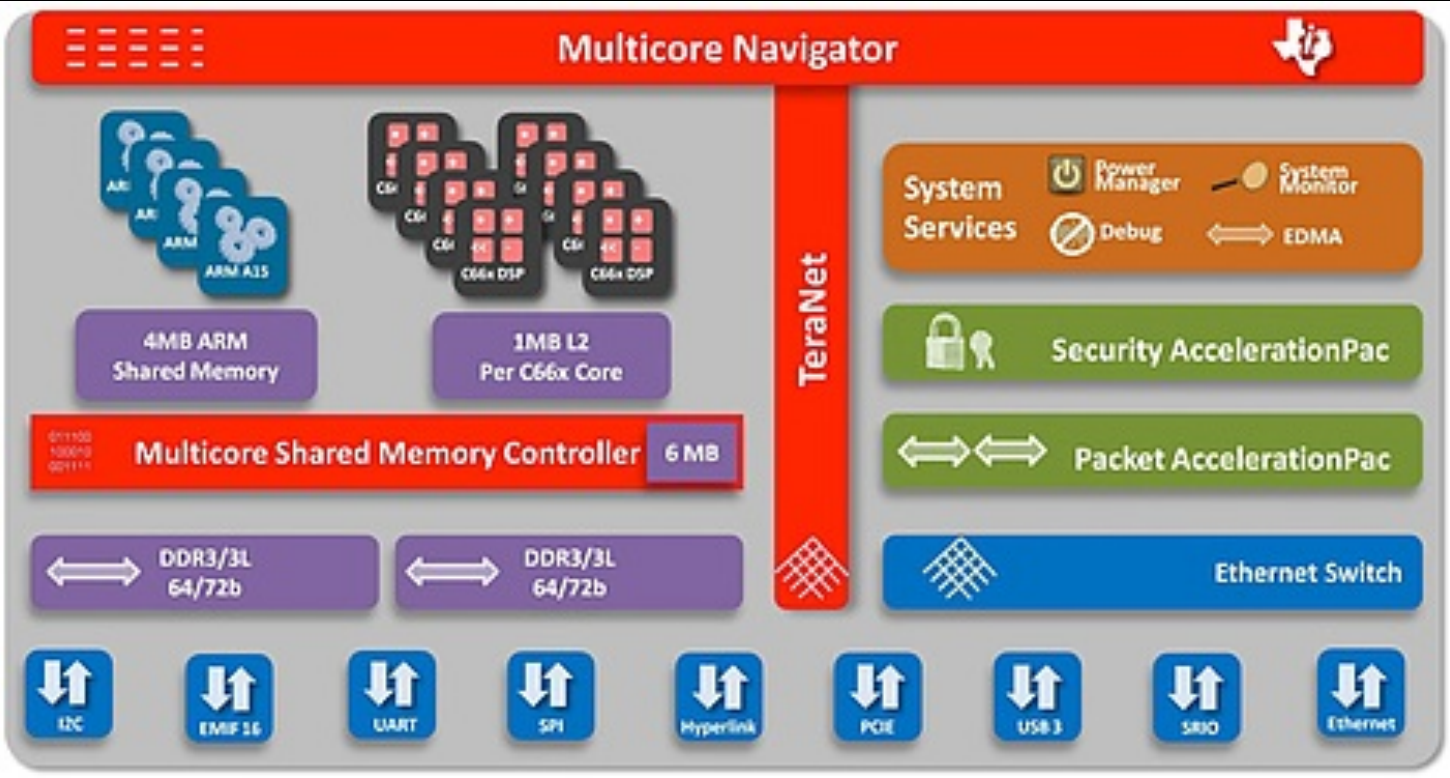 Multicore Navigator
ARM A15
C66x DSP
C66x DSP
4MB ARM
Shared Memory
1MB L2
Per C66x Core
Multicore Shared Memory Controller
6 MB
DDR3/3L
64/72b
DDR3/3L
64/72b
TeraNet
System
Services
Power
Manager
System
Monitor
Debug
EDMA
Security AccelerationPac
Packet AccelerationPac
Ethernet Switch
I2C
EMIF 16
UART
SPI
Hyperlink
PCIE
USB 3
SRIO
Ethernet